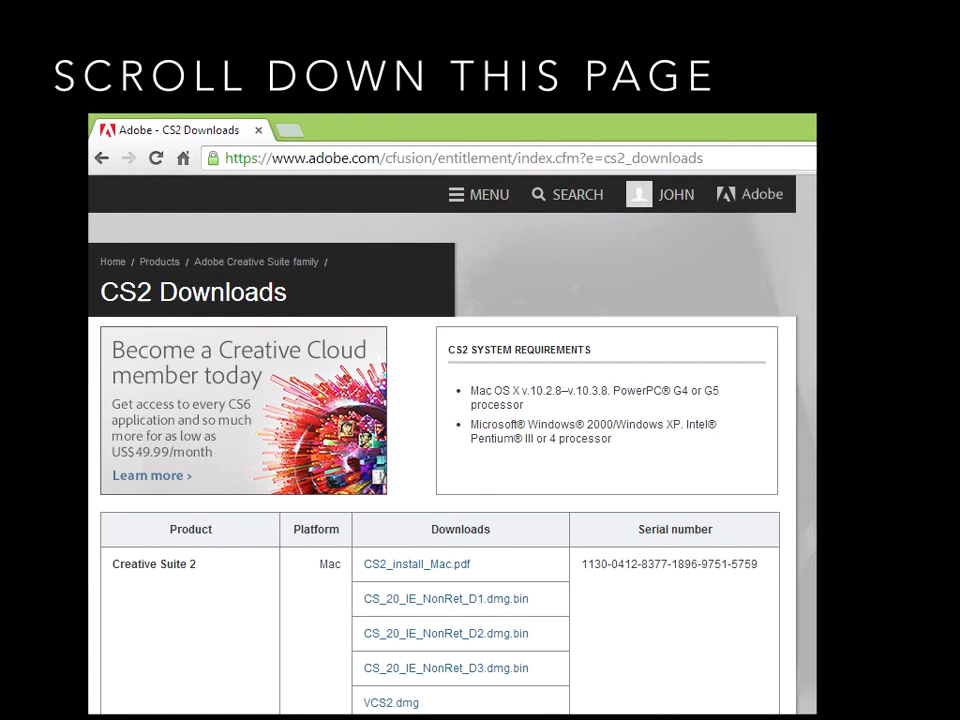 SCROLL DOWN THIS PAGE
Adobe - CS2 Downloads ×
https://www.adobe.com/cfusion/entitlement/index.cfm?e=cs2_downloads
MENU SEARCH JOHN Adobe
Home / Products / Adobe Creative Suite family /
CS2 Downloads
Become a Creative Cloud
member today
Get access to every CS6
application and so much
more for as low as
US$49.99/month
Learn more ›
CS2 SYSTEM REQUIREMENTS
• Mac OS X v.10.2.8–v.10.3.8. PowerPC® G4 or G5
processor
• Microsoft® Windows® 2000/Windows XP. Intel®
Pentium® III or 4 processor
Product Platform Downloads Serial number
Creative Suite 2 Mac CS2_install_Mac.pdf 1130-0412-8377-1896-9751-5759
CS_20_IE_NonRet_D1.dmg.bin
CS_20_IE_NonRet_D2.dmg.bin
CS_20_IE_NonRet_D3.dmg.bin
VCS2.dmg